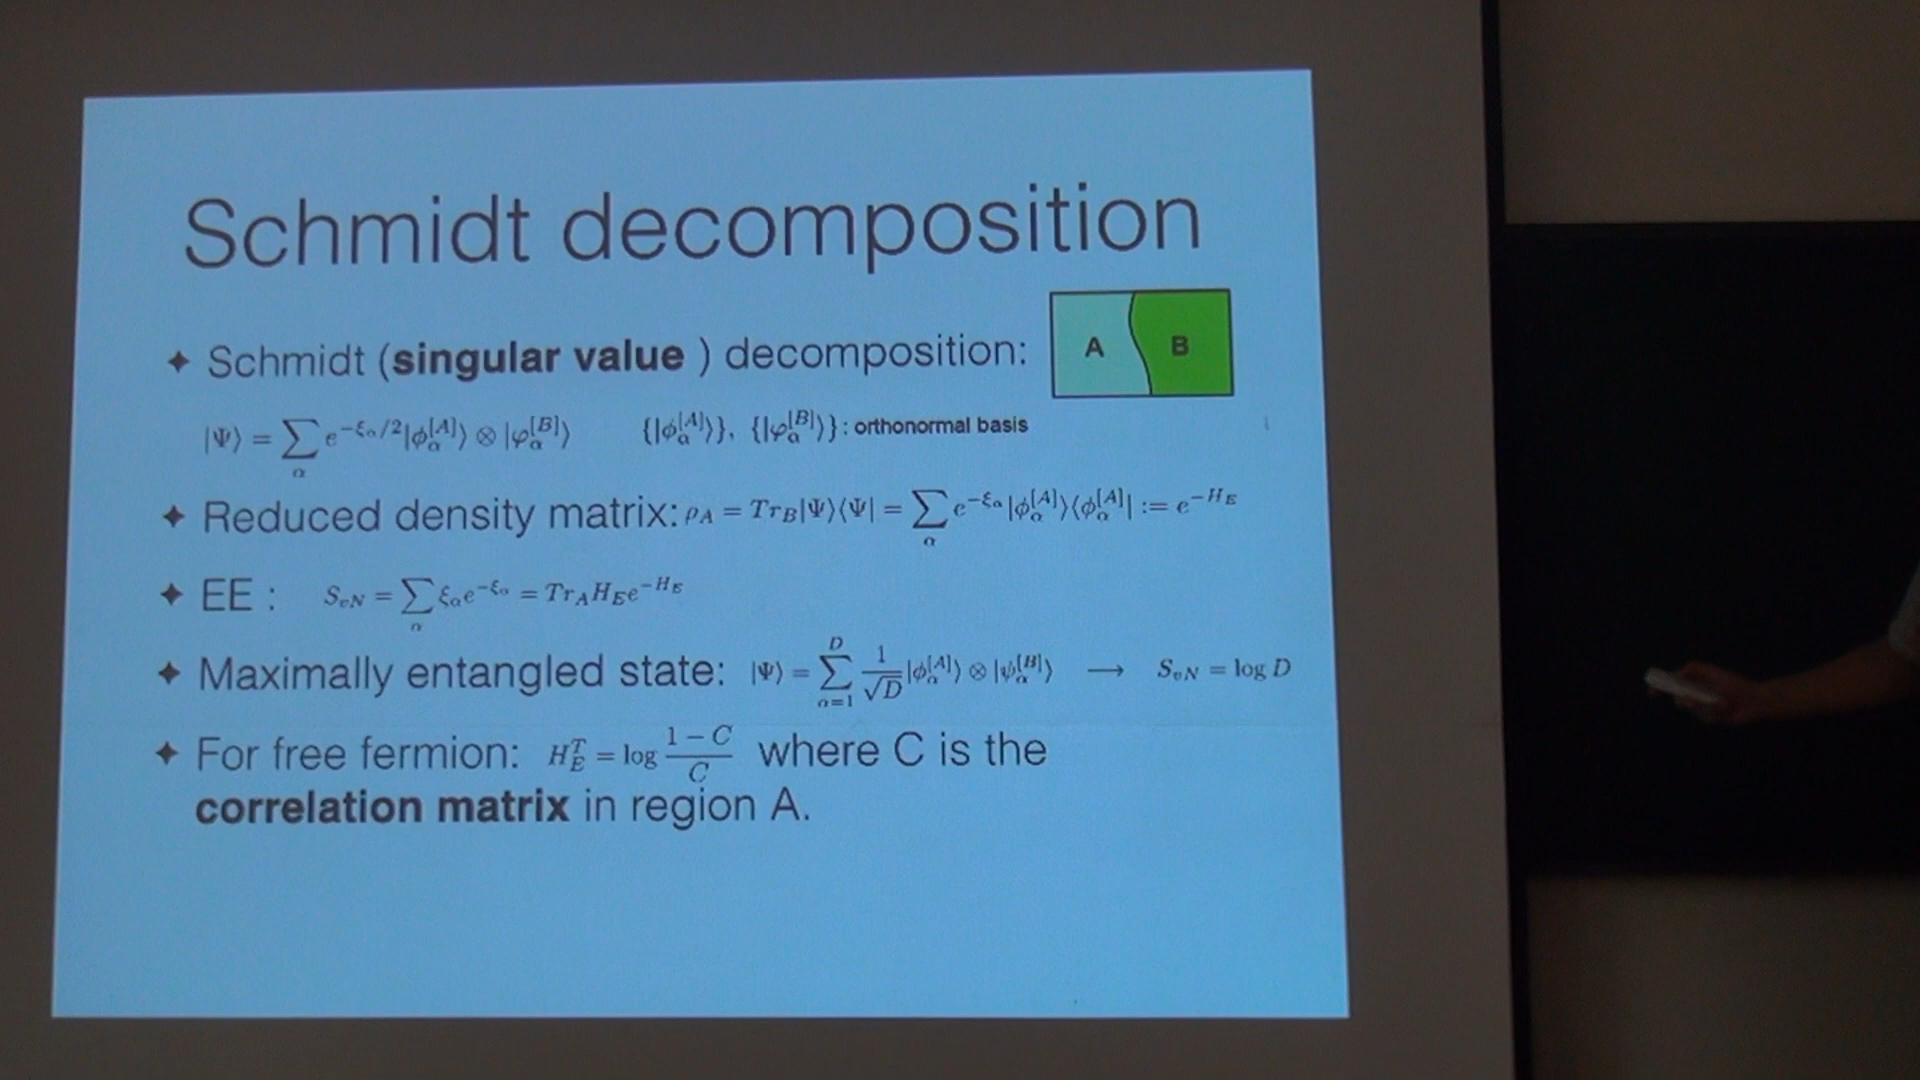 Schmidt decomposition
✦ Schmidt (singular value ) decomposition:
A B
|Ψ⟩ = ∑_α e^{-ξ_α/2}|ϕ_α^{[A]}⟩ ⊗ |φ_α^{[B]}⟩ {|ϕ_α^{[A]}⟩}, {|φ_α^{[B]}⟩} : orthonormal basis
✦ Reduced density matrix: ρ_A = Tr_B|Ψ⟩⟨Ψ| = ∑_α e^{-ξ_α}|ϕ_α^{[A]}⟩⟨ϕ_α^{[A]}| := e^{-H_E}
✦ EE : S_{vN} = ∑_α ξ_α e^{-ξ_α} = Tr_A H_E e^{-H_E}
✦ Maximally entangled state: |Ψ⟩ = ∑_{α=1}^{D} \frac{1}{\sqrt{D}} |ϕ_α^{[A]}⟩ ⊗ |ψ_α^{[B]}⟩ ⟶ S_{vN} = log D
✦ For free fermion: H_E^T = log \frac{1-C}{C} where C is the
correlation matrix in region A.